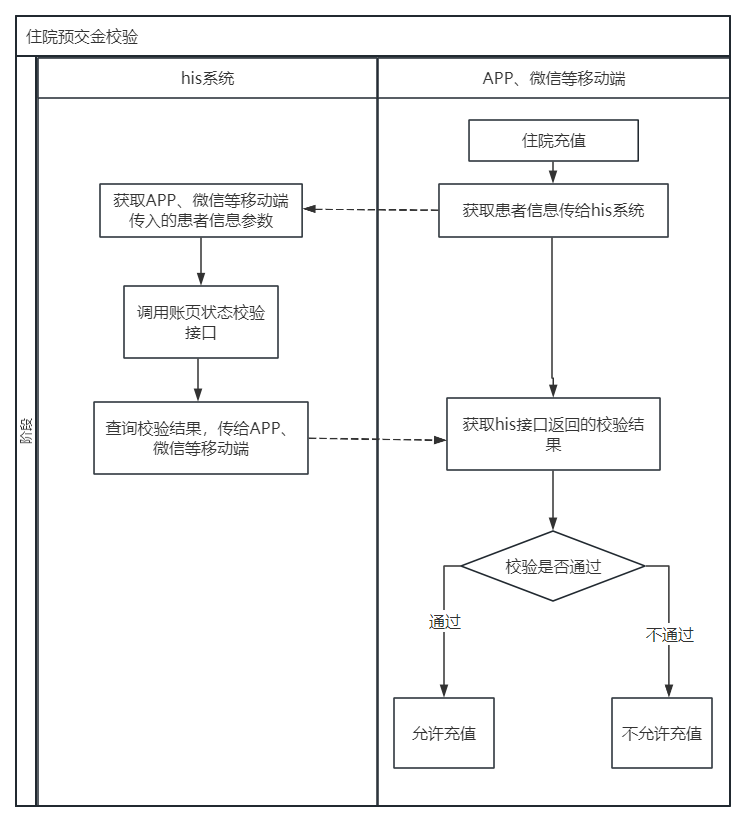 住院预交金校验
his系统
APP、微信等移动端
住院充值
获取APP、微信等移动端
传入的患者信息参数
获取患者信息传给his系统
调用账页状态校验
接口
查询校验结果，传给APP、
微信等移动端
获取his接口返回的校验结
果
阶段
校验是否通过
通过
不通过
允许充值
不允许充值